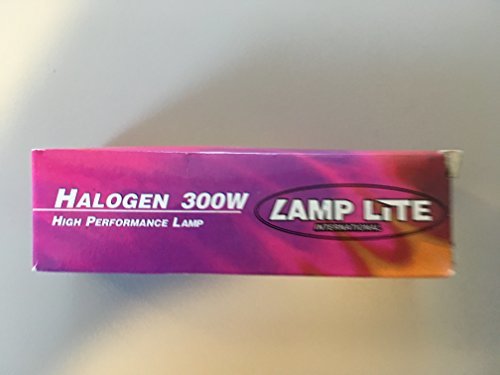 HALOGEN 300W
HIGH PERFORMANCE LAMP
LAMP LITE
INTERNATIONAL